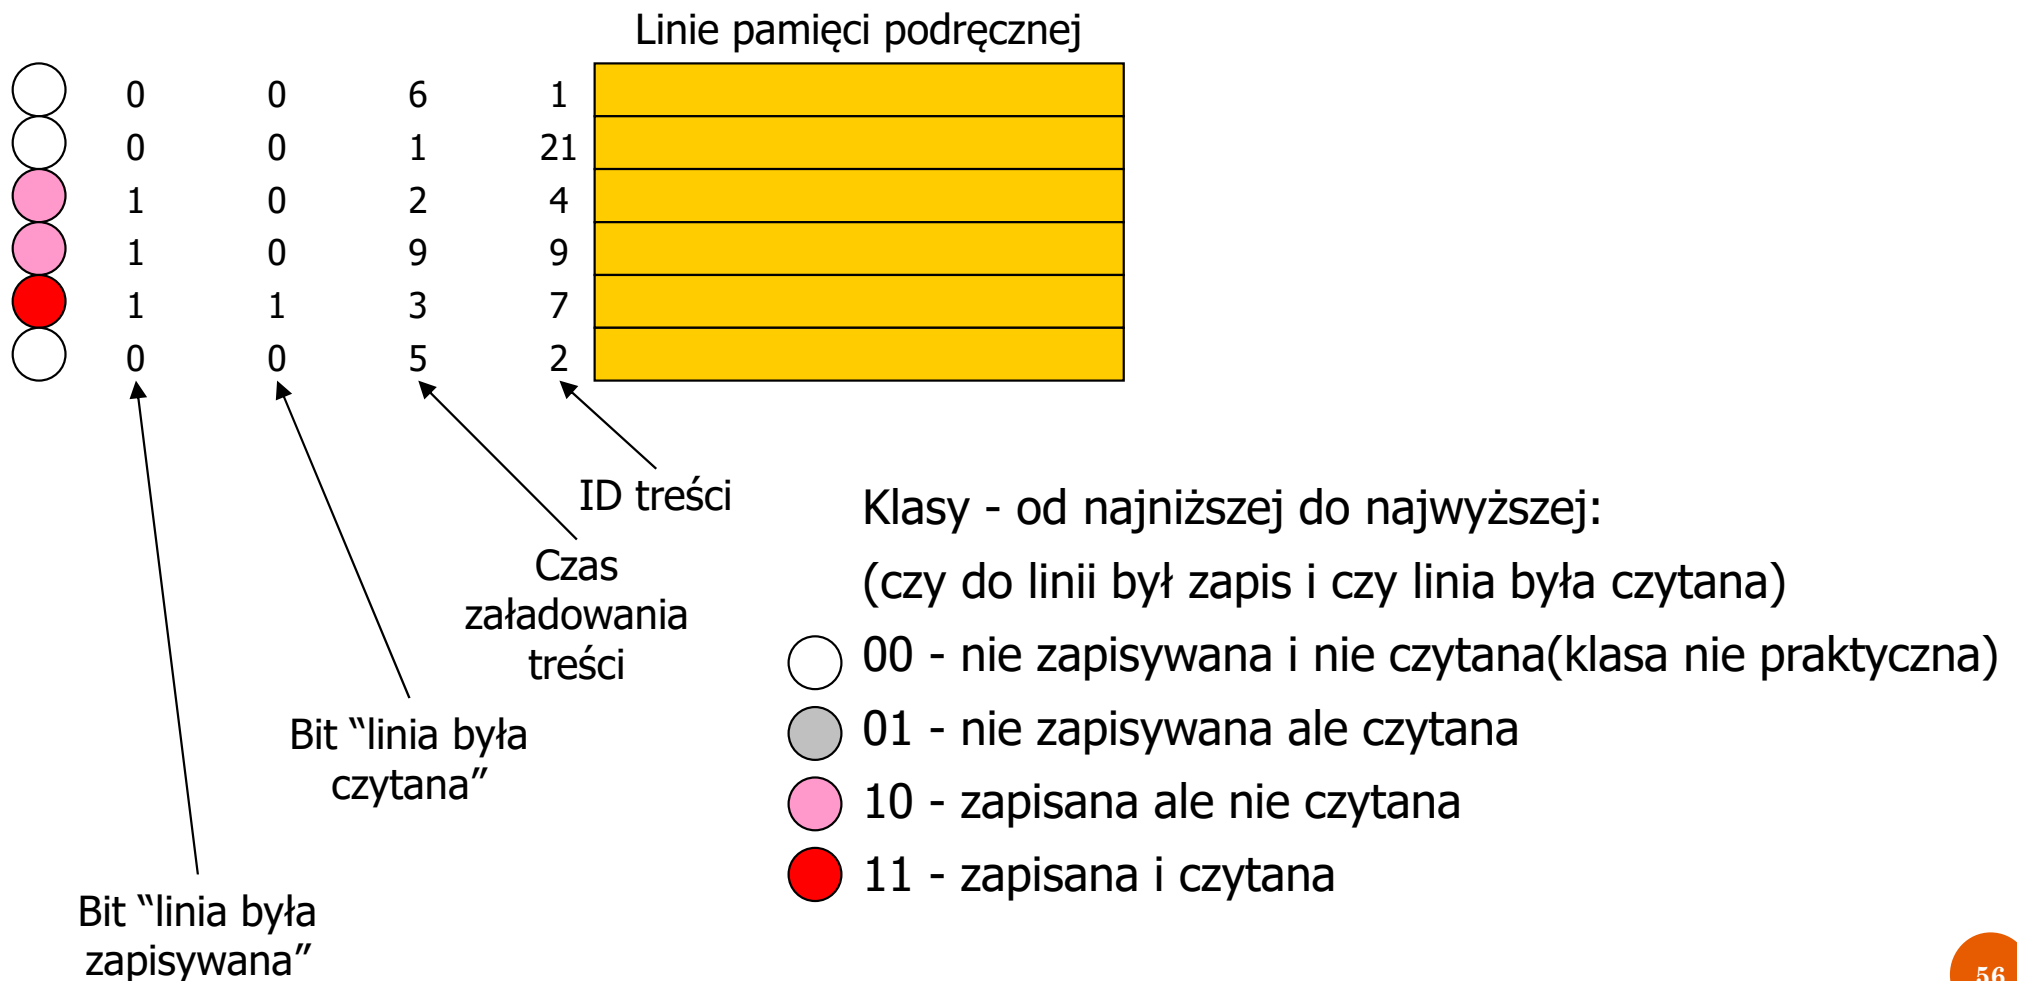 Linie pamięci podręcznej
0 0 6 1
0 0 1 21
1 0 2 4
1 0 9 9
1 1 3 7
0 0 5 2
ID treści
Czas
załadowania
treści
Bit “linia była
czytana”
Bit “linia była
zapisywana”
Klasy - od najniższej do najwyższej:
(czy do linii był zapis i czy linia była czytana)
00 - nie zapisywana i nie czytana(klasa nie praktyczna)
01 - nie zapisywana ale czytana
10 - zapisana ale nie czytana
11 - zapisana i czytana
56